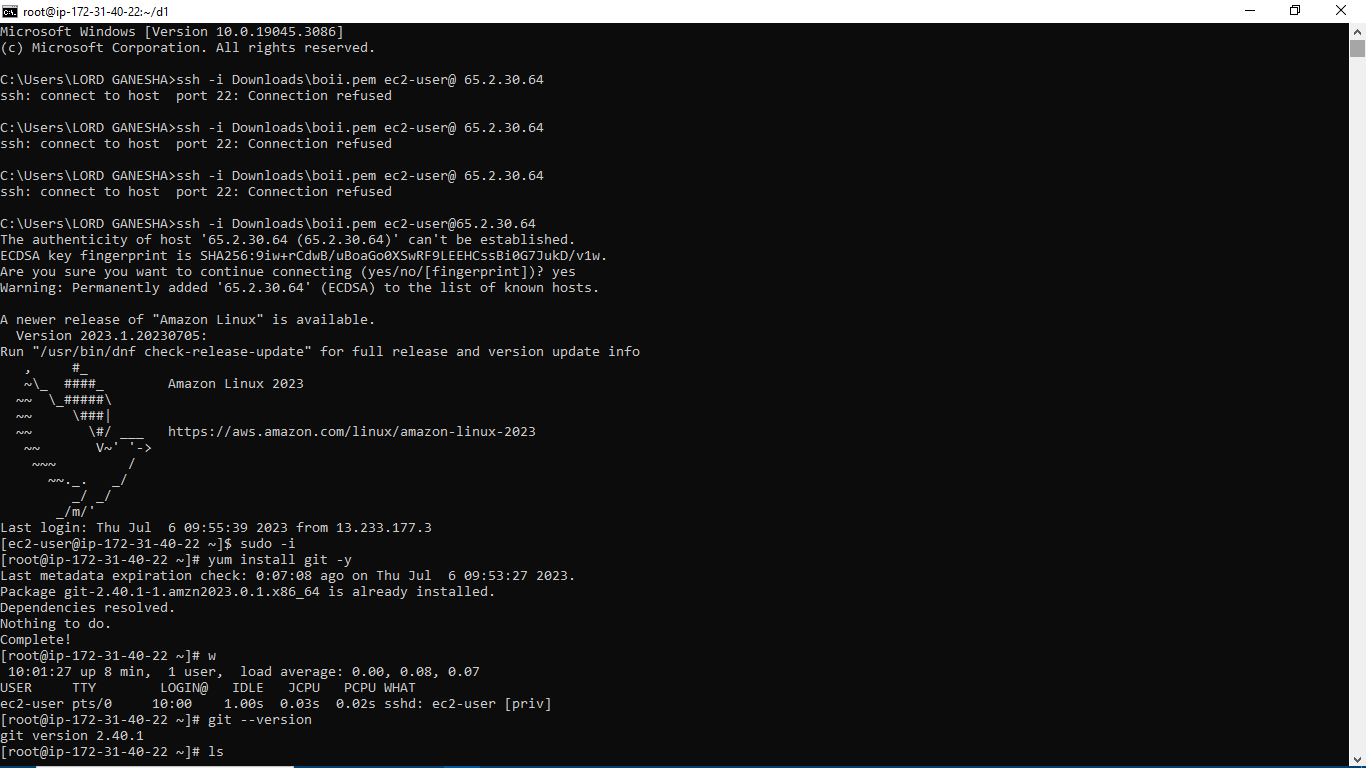 root@ip-172-31-40-22:~/d1
Microsoft Windows [Version 10.0.19045.3086]
(c) Microsoft Corporation. All rights reserved.
C:\Users\LORD GANESHA>ssh -i Downloads\boii.pem ec2-user@ 65.2.30.64
ssh: connect to host  port 22: Connection refused
C:\Users\LORD GANESHA>ssh -i Downloads\boii.pem ec2-user@ 65.2.30.64
ssh: connect to host  port 22: Connection refused
C:\Users\LORD GANESHA>ssh -i Downloads\boii.pem ec2-user@ 65.2.30.64
ssh: connect to host  port 22: Connection refused
C:\Users\LORD GANESHA>ssh -i Downloads\boii.pem ec2-user@65.2.30.64
The authenticity of host '65.2.30.64 (65.2.30.64)' can't be established.
ECDSA key fingerprint is SHA256:9iw+rCdwB/uBoaGo0XSwRF9LEEHCssBi0G7JukD/v1w.
Are you sure you want to continue connecting (yes/no/[fingerprint])? yes
Warning: Permanently added '65.2.30.64' (ECDSA) to the list of known hosts.
A newer release of "Amazon Linux" is available.
  Version 2023.1.20230705:
Run "/usr/bin/dnf check-release-update" for full release and version update info
   ,     #_
   ~\_  ####_        Amazon Linux 2023
  ~~  \_#####\
  ~~     \###|
  ~~       \#/ ___   https://aws.amazon.com/linux/amazon-linux-2023
   ~~       V~' '->
    ~~~         /
      ~~._.   _/
         _/ _/
       _/m/'
Last login: Thu Jul  6 09:55:39 2023 from 13.233.177.3
[ec2-user@ip-172-31-40-22 ~]$ sudo -i
[root@ip-172-31-40-22 ~]# yum install git -y
Last metadata expiration check: 0:07:08 ago on Thu Jul  6 09:53:27 2023.
Package git-2.40.1-1.amzn2023.0.1.x86_64 is already installed.
Dependencies resolved.
Nothing to do.
Complete!
[root@ip-172-31-40-22 ~]# w
 10:01:27 up 8 min,  1 user,  load average: 0.00, 0.08, 0.07
USER     TTY        LOGIN@   IDLE   JCPU   PCPU WHAT
ec2-user pts/0     10:00    1.00s  0.03s  0.02s sshd: ec2-user [priv]
[root@ip-172-31-40-22 ~]# git --version
git version 2.40.1
[root@ip-172-31-40-22 ~]# ls